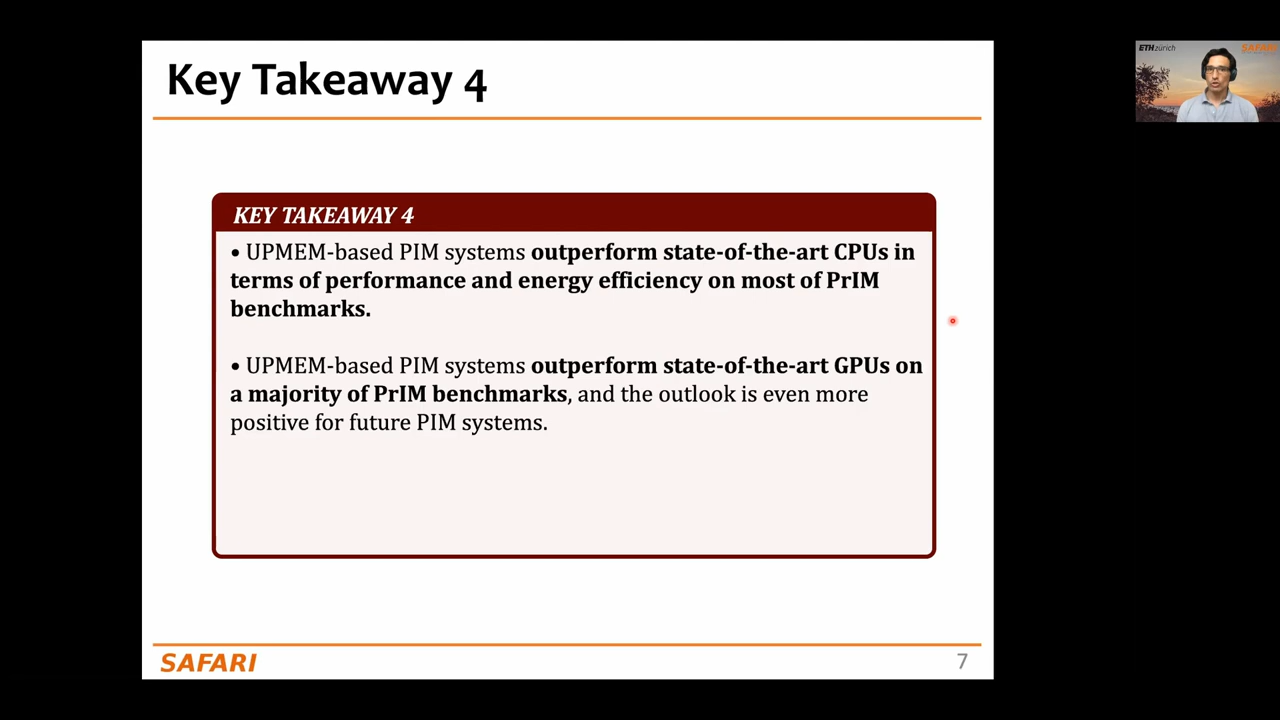 Key Takeaway 4
KEY TAKEAWAY 4
• UPMEM-based PIM systems outperform state-of-the-art CPUs in
terms of performance and energy efficiency on most of PrIM
benchmarks.
• UPMEM-based PIM systems outperform state-of-the-art GPUs on
a majority of PrIM benchmarks, and the outlook is even more
positive for future PIM systems.
SAFARI
7
ETH zürich
SAFARI